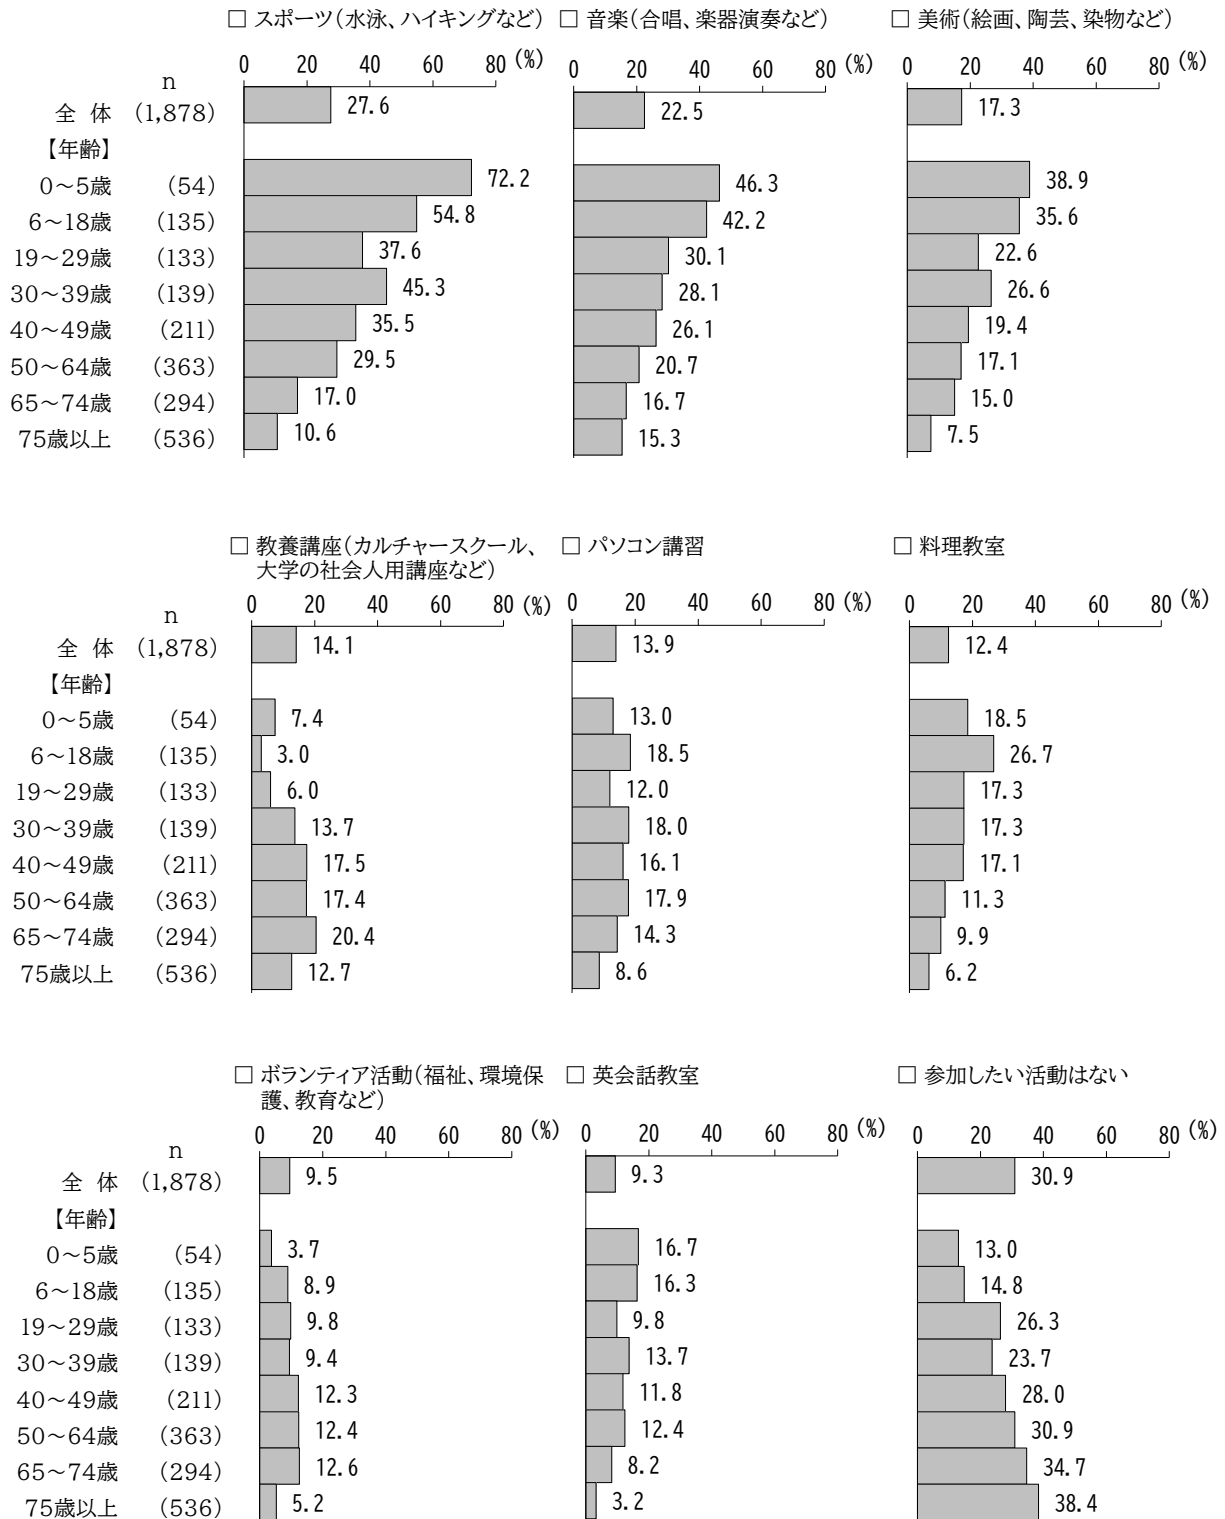 □ スポーツ（水泳、ハイキングなど） □ 音楽（合唱、楽器演奏など） □ 美術（絵画、陶芸、染物など）
0 20 40 60 80 (%) 0 20 40 60 80 (%) 0 20 40 60 80 (%)
n
全 体 (1,878) 27.6 22.5 17.3
【年齢】
0～5歳 (54) 72.2 46.3 38.9
6～18歳 (135) 54.8 42.2 35.6
19～29歳 (133) 37.6 30.1 22.6
30～39歳 (139) 45.3 28.1 26.6
40～49歳 (211) 35.5 26.1 19.4
50～64歳 (363) 29.5 20.7 17.1
65～74歳 (294) 17.0 16.7 15.0
75歳以上 (536) 10.6 15.3 7.5
□ 教養講座（カルチャースクール、 □ パソコン講習 □ 料理教室
大学の社会人用講座など）
0 20 40 60 80 (%) 0 20 40 60 80 (%) 0 20 40 60 80 (%)
n
全 体 (1,878) 14.1 13.9 12.4
【年齢】
0～5歳 (54) 7.4 13.0 18.5
6～18歳 (135) 3.0 18.5 26.7
19～29歳 (133) 6.0 12.0 17.3
30～39歳 (139) 13.7 18.0 17.3
40～49歳 (211) 17.5 16.1 17.1
50～64歳 (363) 17.4 17.9 11.3
65～74歳 (294) 20.4 14.3 9.9
75歳以上 (536) 12.7 8.6 6.2
□ ボランティア活動（福祉、環境保 □ 英会話教室 □ 参加したい活動はない
護、教育など）
0 20 40 60 80 (%) 0 20 40 60 80 (%) 0 20 40 60 80 (%)
n
全 体 (1,878) 9.5 9.3 30.9
【年齢】
0～5歳 (54) 3.7 16.7 13.0
6～18歳 (135) 8.9 16.3 14.8
19～29歳 (133) 9.8 9.8 26.3
30～39歳 (139) 9.4 13.7 23.7
40～49歳 (211) 12.3 11.8 28.0
50～64歳 (363) 12.4 12.4 30.9
65～74歳 (294) 12.6 8.2 34.7
75歳以上 (536) 5.2 3.2 38.4